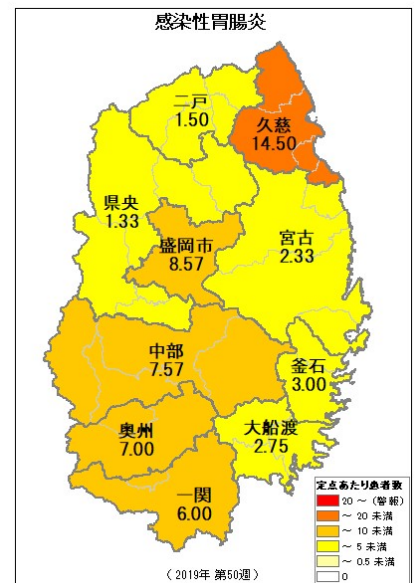 感染性胃腸炎
二戸
1.50
久慈
14.50
県央
1.33
盛岡市
8.57
宮古
2.33
中部
7.57
釜石
3.00
奥州
7.00
大船渡
2.75
一関
6.00
定点あたり患者数
20 ～ (警報)
～ 20 未満
～ 10 未満
～ 5 未満
～ 0.5 未満
0
(2019年 第50週)